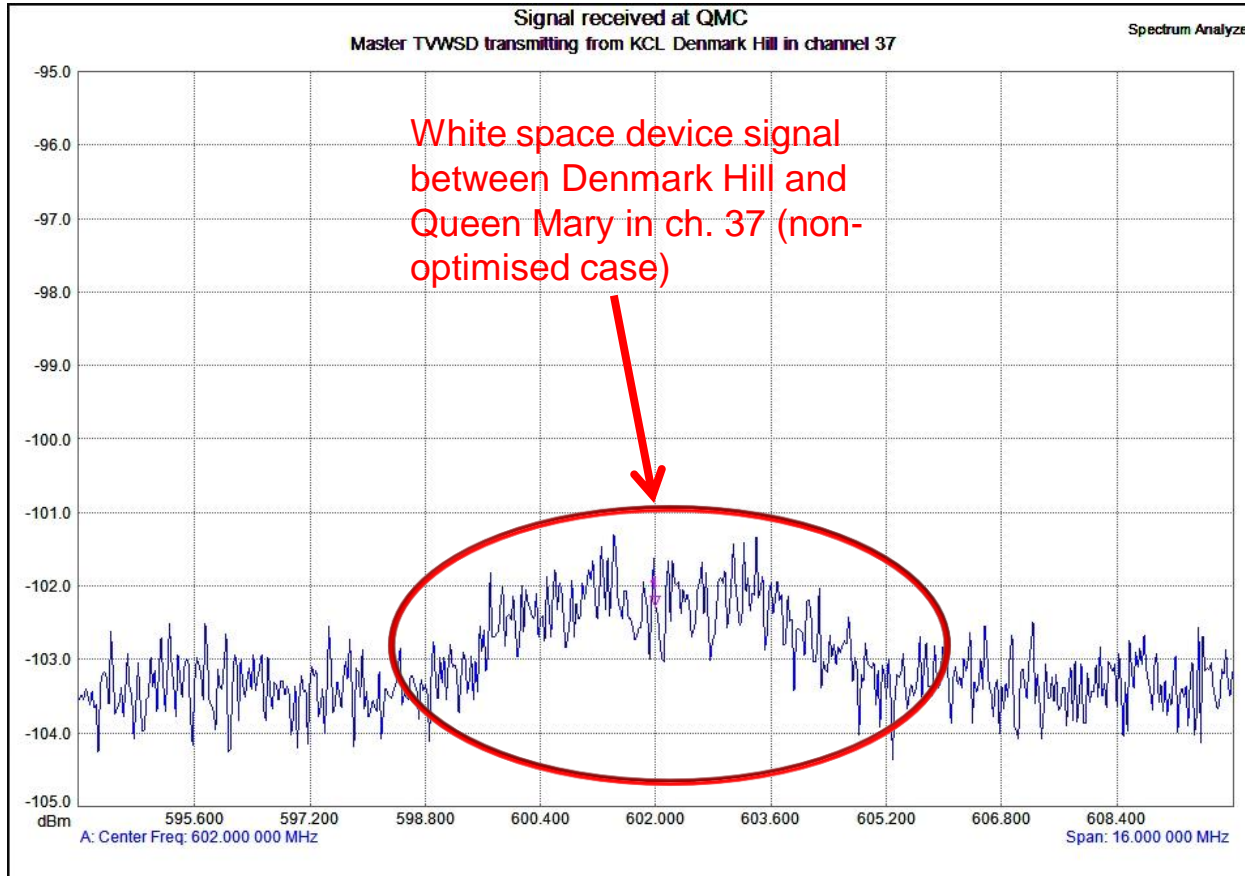 Signal received at QMC
Master TVWSD transmitting from KCL Denmark Hill in channel 37
Spectrum Analyze
-95.0
-96.0
-97.0
-98.0
-99.0
-100.0
-101.0
-102.0
-103.0
-104.0
-105.0
dBm
White space device signal
between Denmark Hill and
Queen Mary in ch. 37 (non-
optimised case)
595.600 597.200 598.800 600.400 602.000 603.600 605.200 606.800 608.400
A: Center Freq: 602.000 000 MHz
Span: 16.000 000 MHz